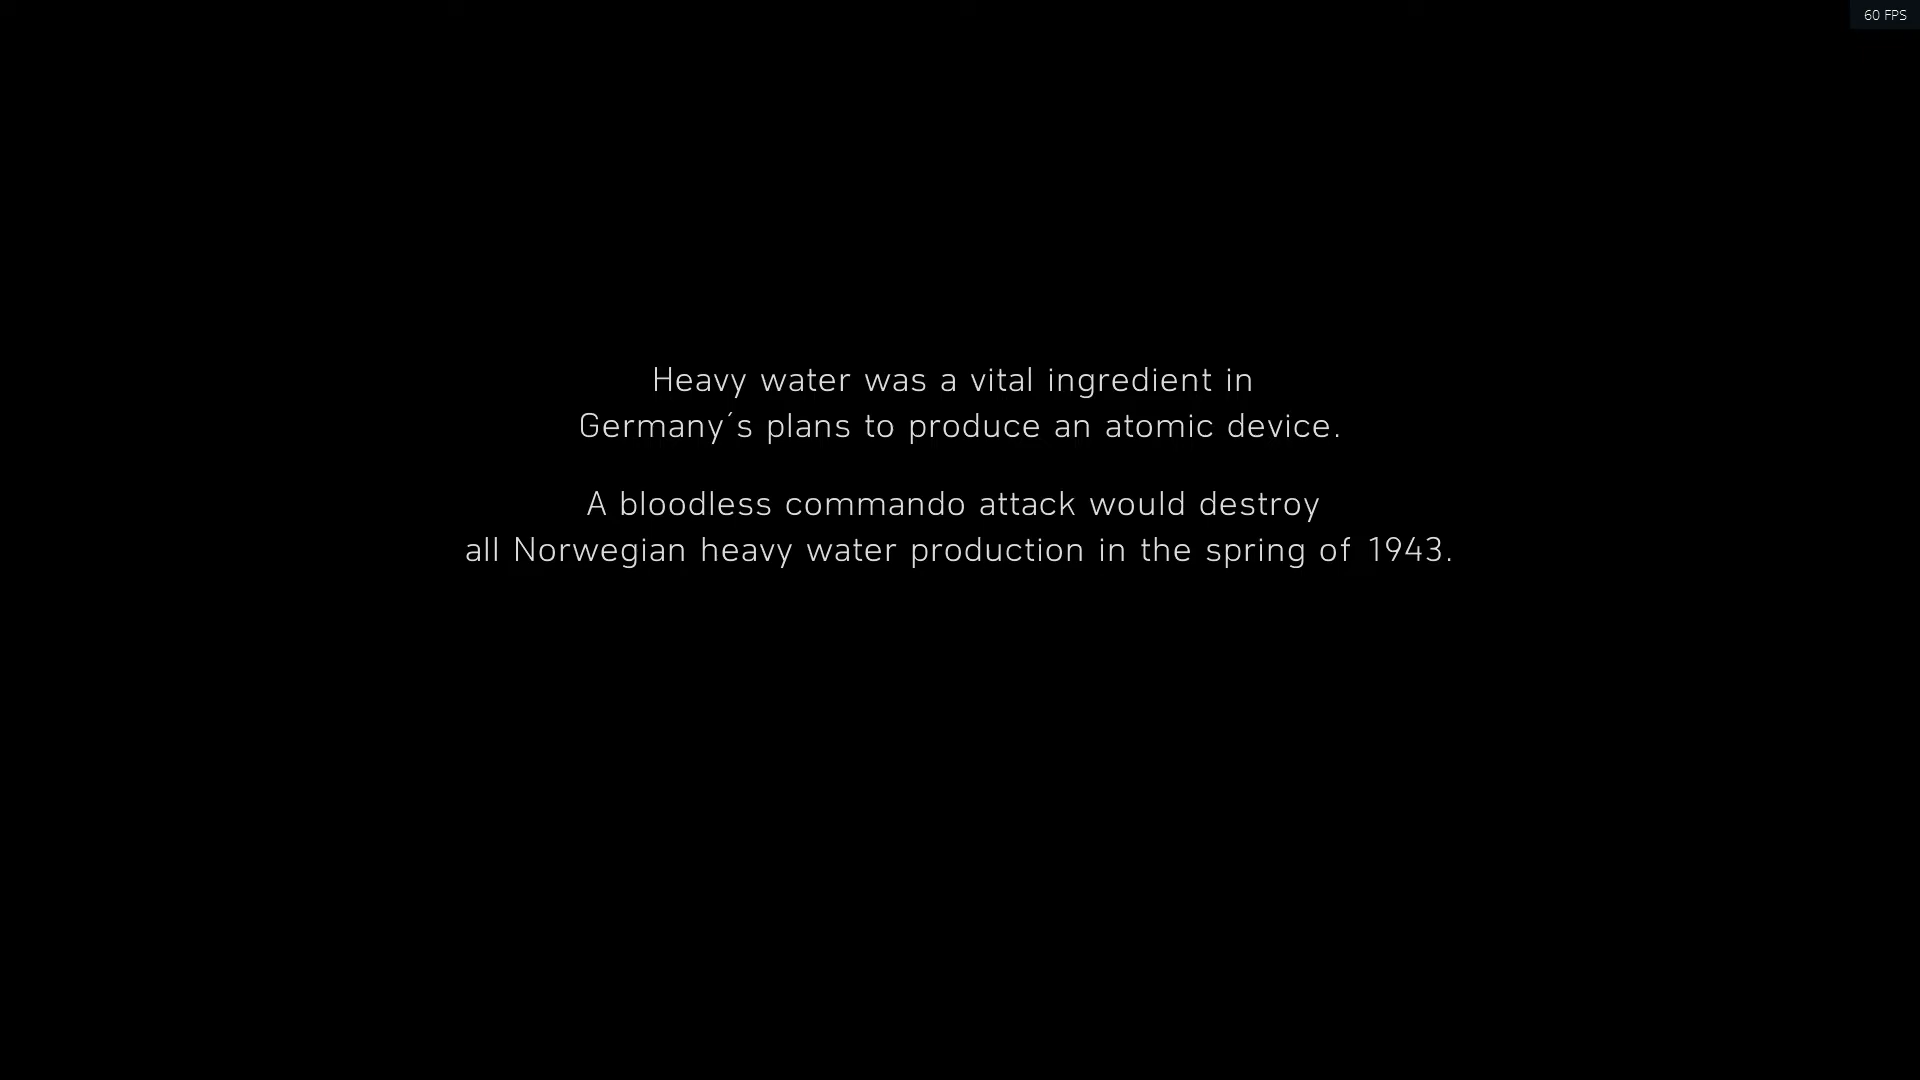 60 FPS
Heavy water was a vital ingredient in
Germany´s plans to produce an atomic device.
A bloodless commando attack would destroy
all Norwegian heavy water production in the spring of 1943.